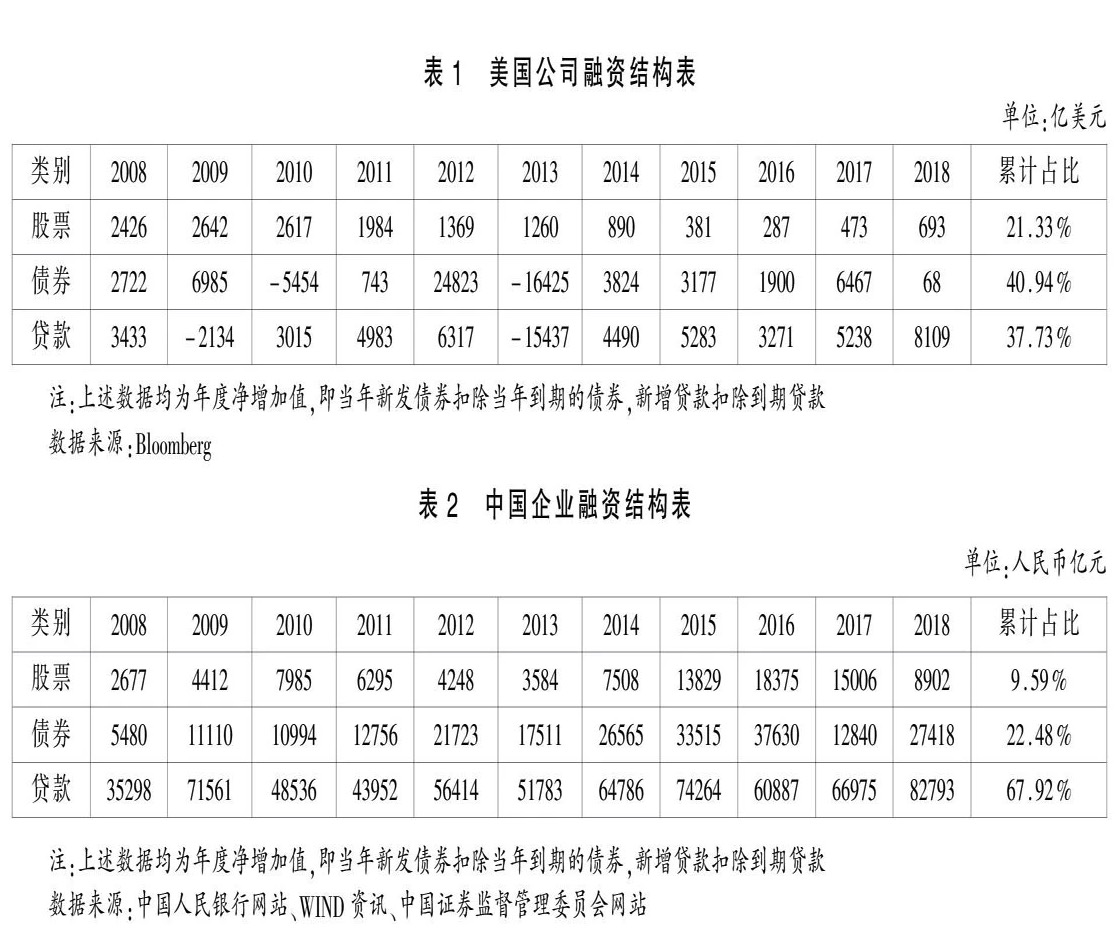 表 1 美国公司融资结构表
单位:亿美元
类别 2008 2009 2010 2011 2012 2013 2014 2015 2016 2017 2018 累计占比
股票 2426 2642 2617 1984 1369 1260 890 381 287 473 693 21.33%
债券 2722 6985 -5454 743 24823 -16425 3824 3177 1900 6467 68 40.94%
贷款 3433 -2134 3015 4983 6317 -15437 4490 5283 3271 5238 8109 37.73%
注:上述数据均为年度净增加值,即当年新发债券扣除当年到期的债券,新增贷款扣除到期贷款
数据来源:Bloomberg
表 2 中国企业融资结构表
单位:人民币亿元
类别 2008 2009 2010 2011 2012 2013 2014 2015 2016 2017 2018 累计占比
股票 2677 4412 7985 6295 4248 3584 7508 13829 18375 15006 8902 9.59%
债券 5480 11110 10994 12756 21723 17511 26565 33515 37630 12840 27418 22.48%
贷款 35298 71561 48536 43952 56414 51783 64786 74264 60887 66975 82793 67.92%
注:上述数据均为年度净增加值,即当年新发债券扣除当年到期的债券,新增贷款扣除到期贷款
数据来源:中国人民银行网站、WIND 资讯、中国证券监督管理委员会网站